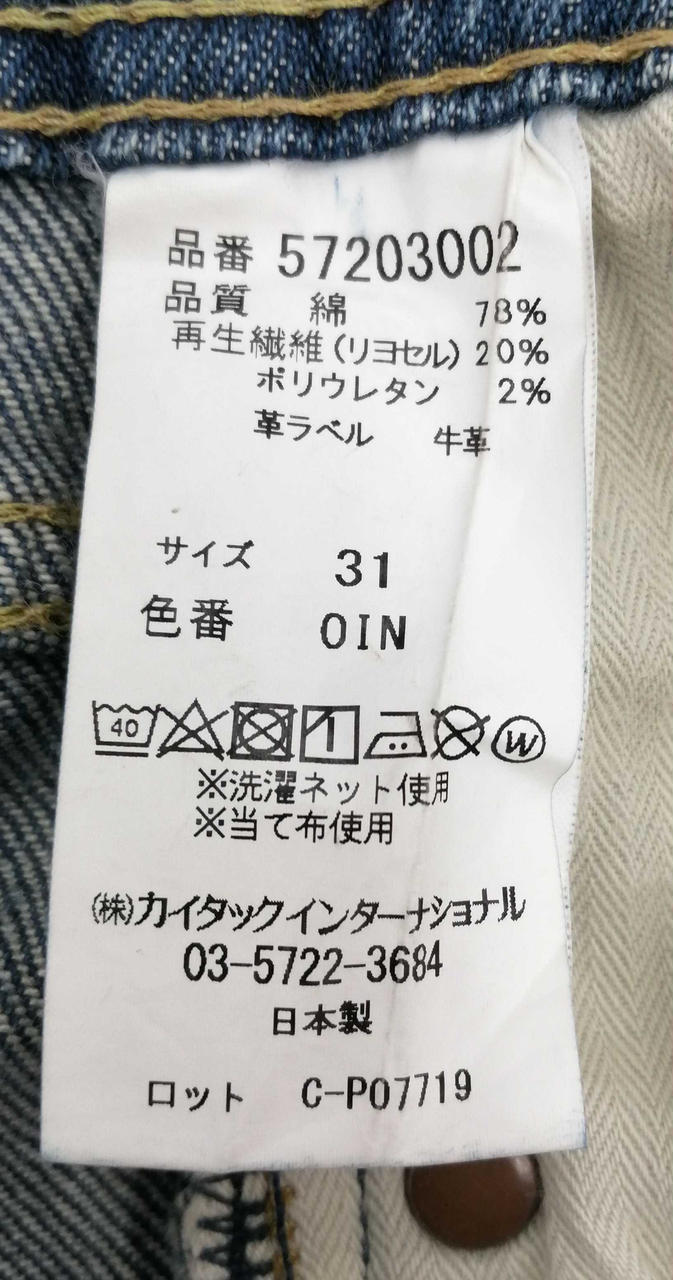 品番 57203002
品質 綿 78%
再生繊維(リヨセル) 20%
ポリウレタン 2%
革ラベル 牛革
サイズ 31
色番 OIN
40 1 W
※洗濯ネット使用
※当て布使用
(株)カイタックインターナショナル
03-5722-3684
日本製
ロット C-P07719